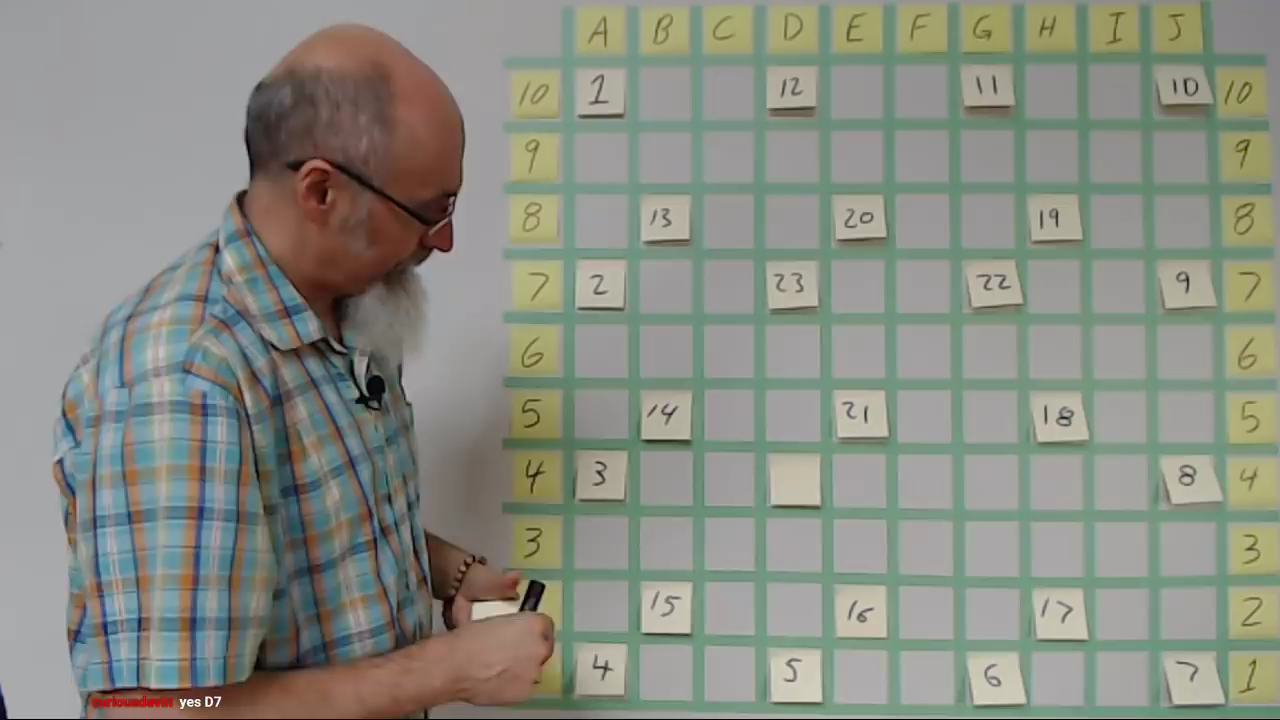 A B C D E F G H I J
10 1 12 11 10 10
9 9
8 13 20 19 8
7 2 23 22 9 7
6 6
5 14 21 18 5
4 3 8 4
3 3
15 16 17 2
4 5 6 7 1
curiousdevin yes D7